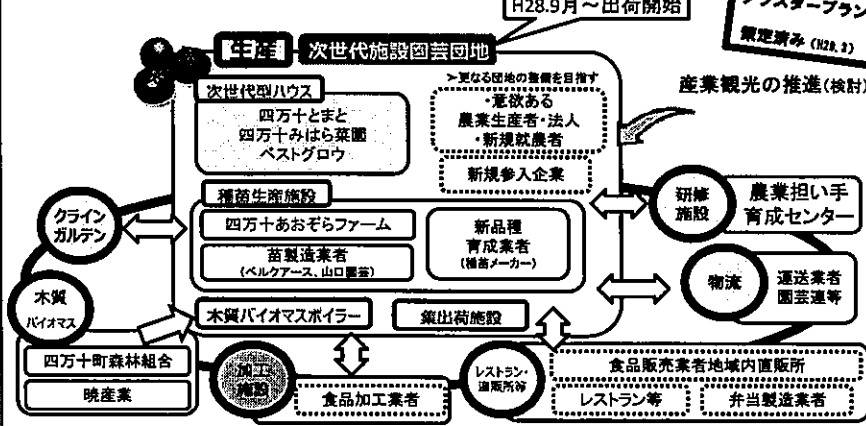 H28.9月～出荷開始
クラスタープラン
策定済み(H28.3)
生産
次世代施設園芸団地
産業観光の推進(検討)
次世代型ハウス
四万十とまと
四万十みはら菜園
ベストグロウ
＞更なる団地の整備を目指す
・意欲ある
農業生産者・法人
・新規就農者
新規参入企業
種苗生産施設
四万十あおぞらファーム
苗製造業者
(ベルクアース、山口園芸)
新品種
育成業者
(種苗メーカー)
クライン
ガルテン
研修
施設
農業担い手
育成センター
木質
バイオマス
木質バイオマスボイラー
集出荷施設
物流
運送業者
園芸連等
四万十町森林組合
暁産業
加工
施設
食品加工業者
レストラン・
直販所等
食品販売業者地域内直販所
レストラン等
弁当製造業者